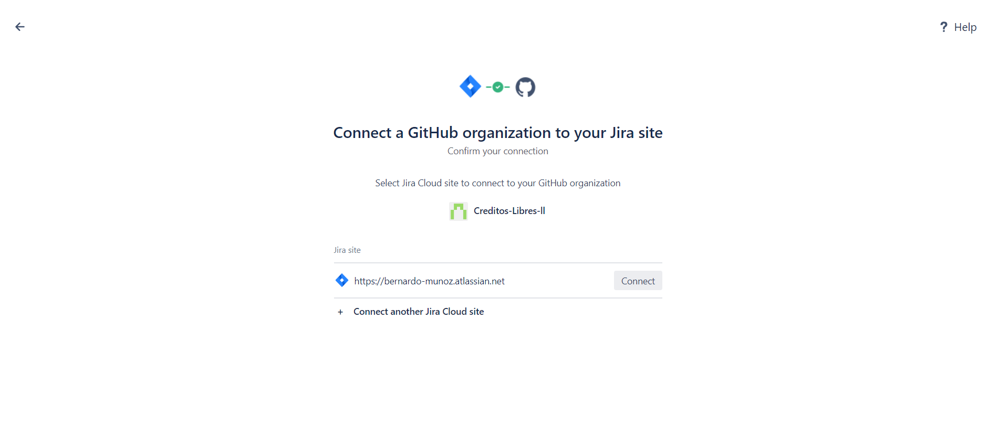 ? Help
Connect a GitHub organization to your Jira site
Confirm your connection
Select Jira Cloud site to connect to your GitHub organization
Creditos-Libres-ll
Jira site
https://bernardo-munoz.atlassian.net Connect
+ Connect another Jira Cloud site